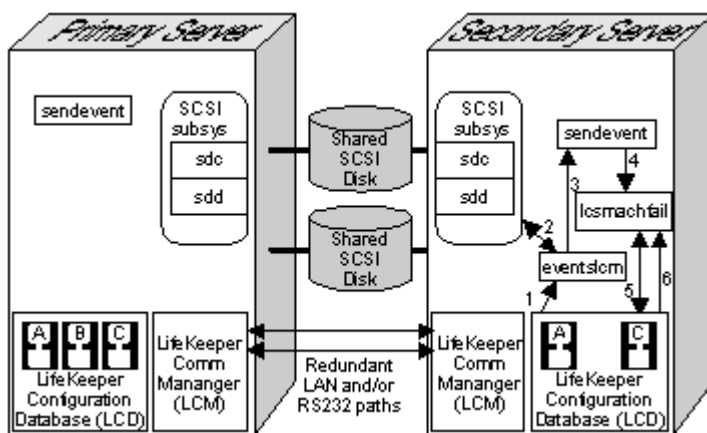 Primary Server
Secondary Server
sendevent
SCSI
subsys
sdc
sdd
Shared
SCSI
Disk
Shared
SCSI
Disk
SCSI
subsys
sdc
sdd
sendevent
3
4
lcsmachfail
2
eventslcm
1
5
6
A
B
C
LifeKeeper
Configuration
Database (LCD)
LifeKeeper
Comm
Mananger
(LCM)
Redundant
LAN and/or
RS232 paths
LifeKeeper
Comm
Mananger
(LCM)
A
C
LifeKeeper
Configuration
Database (LCD)